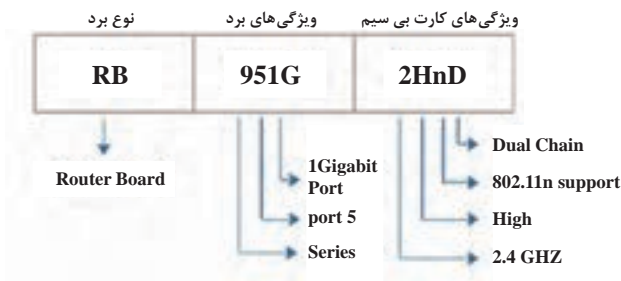 نوع برد
ویژگی‌های برد
ویژگی‌های کارت بی سیم
RB
951G
2HnD
Router Board
1Gigabit
Port
port 5
Series
Dual Chain
802.11n support
High
2.4 GHZ